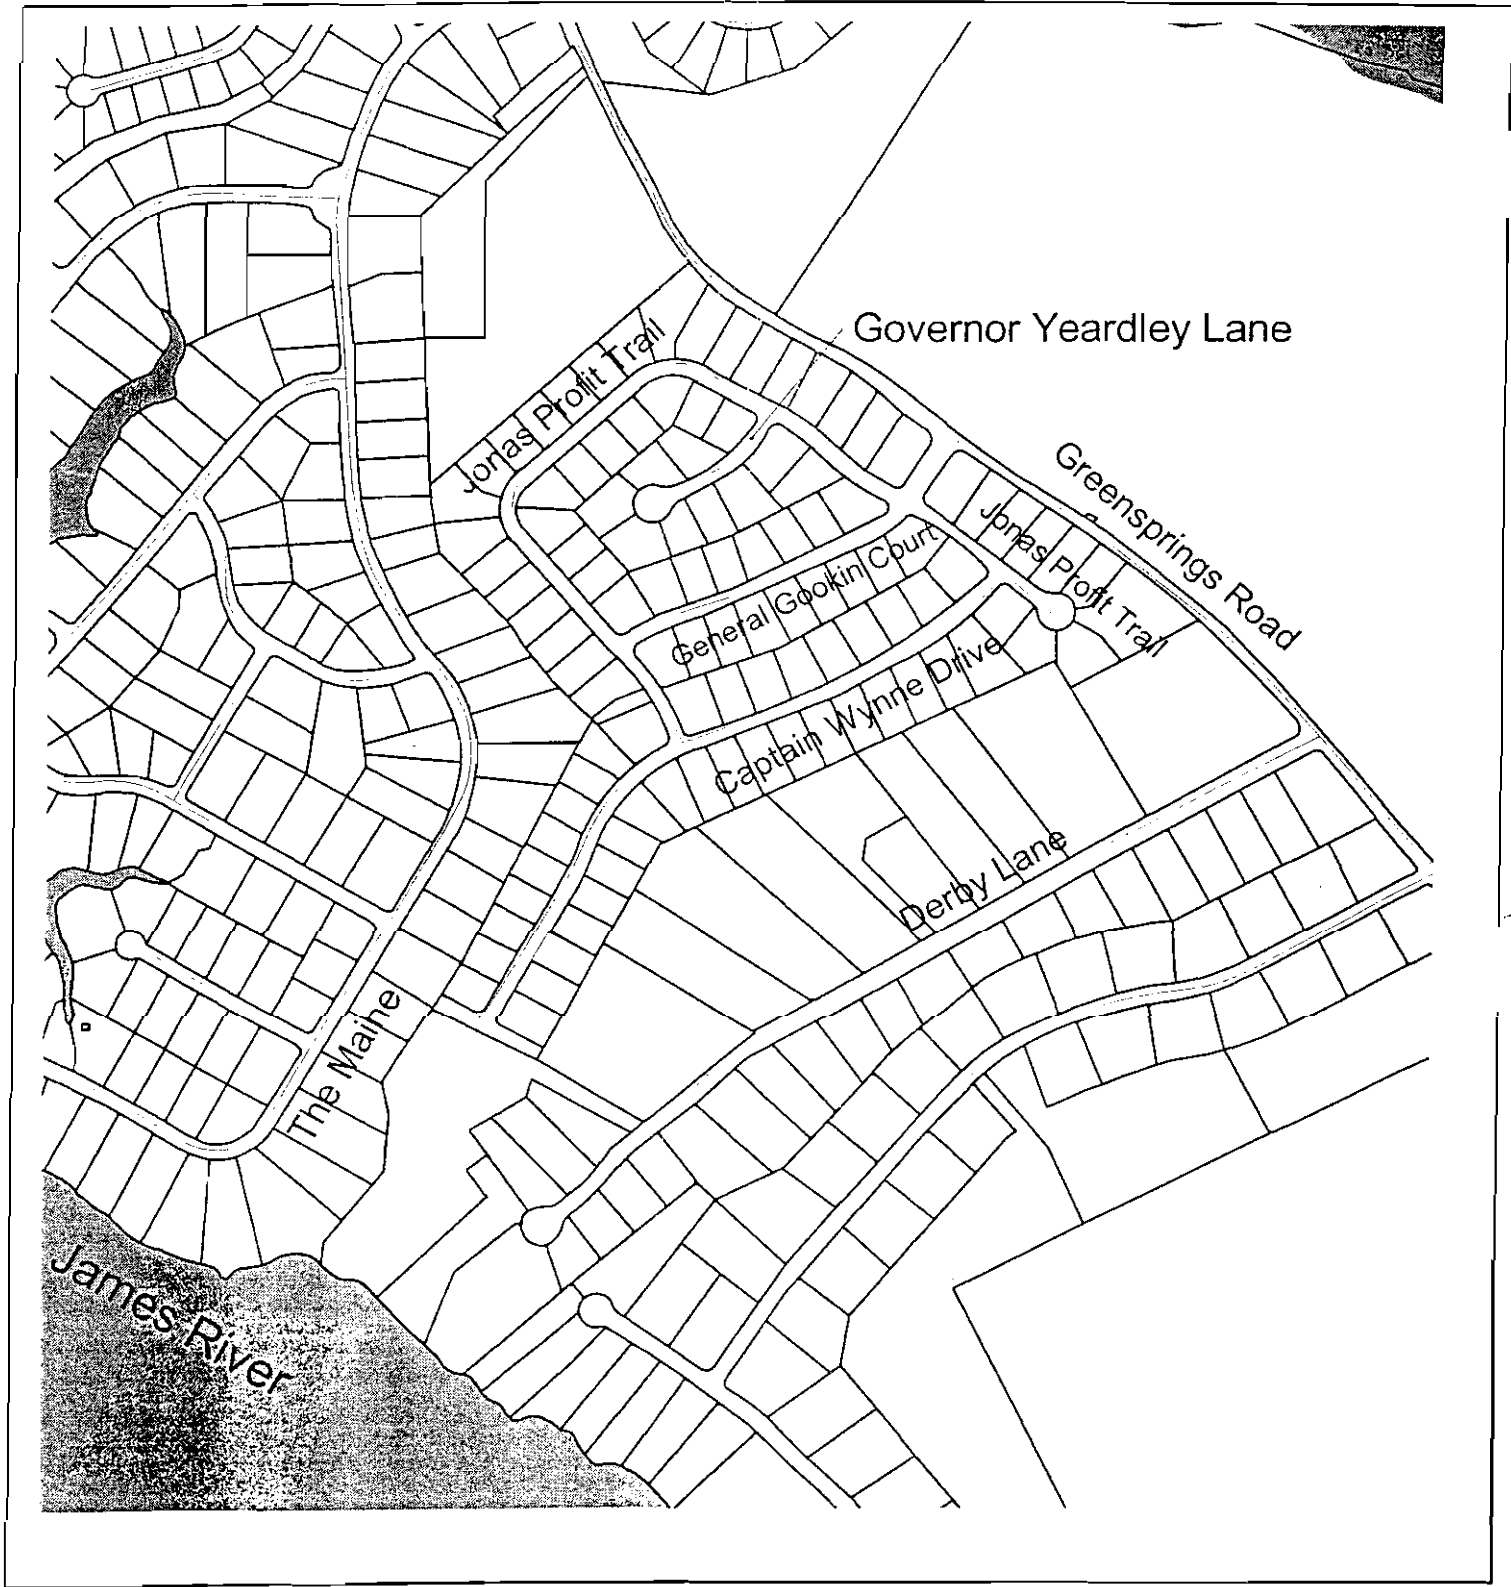 Governor Yeardley Lane
Jonas Profit Trail
Greensprings Road
Jonas Profit Trail
General Gookin Court
Captain Wynne Drive
Derby Lane
The Maine
James River